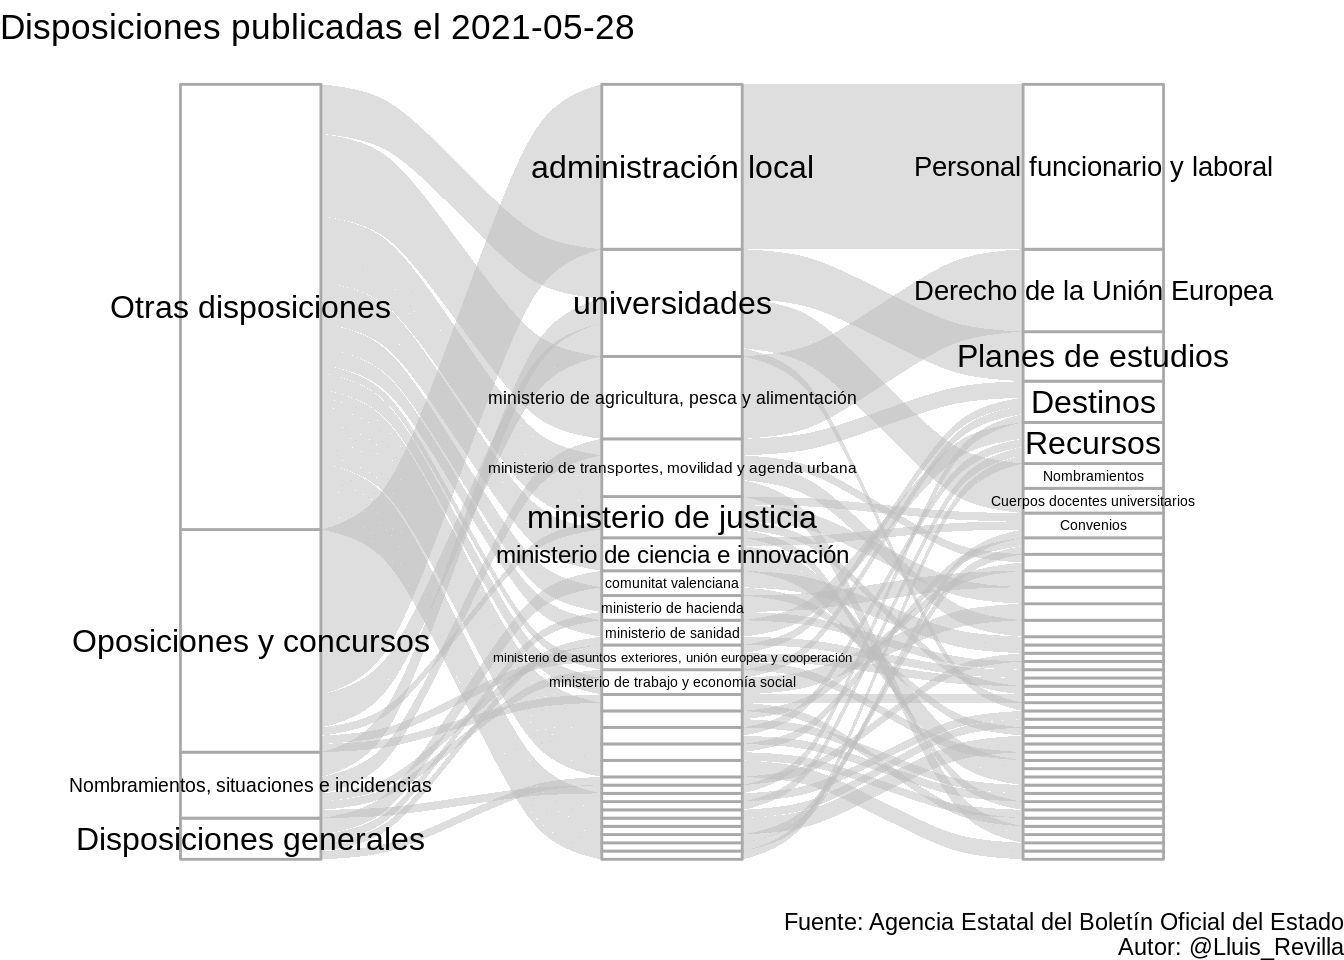 Disposiciones publicadas el 2021-05-28
Otras disposiciones
Oposiciones y concursos
Nombramientos, situaciones e incidencias
Disposiciones generales
administración local
universidades
ministerio de agricultura, pesca y alimentación
ministerio de transportes, movilidad y agenda urbana
ministerio de justicia
ministerio de ciencia e innovación
comunitat valenciana
ministerio de hacienda
ministerio de sanidad
ministerio de asuntos exteriores, unión europea y cooperación
ministerio de trabajo y economía social
Personal funcionario y laboral
Derecho de la Unión Europea
Planes de estudios
Destinos
Recursos
Nombramientos
Cuerpos docentes universitarios
Convenios
Fuente: Agencia Estatal del Boletín Oficial del Estado
Autor: @Lluis_Revilla